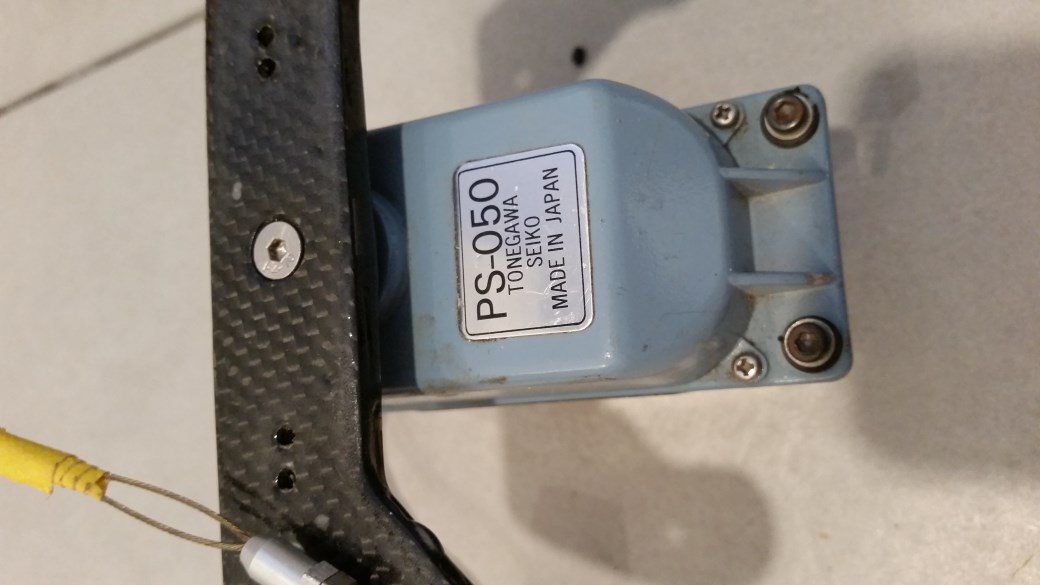 PS-050
TONEGAWA
SEIKO
MADE IN JAPAN